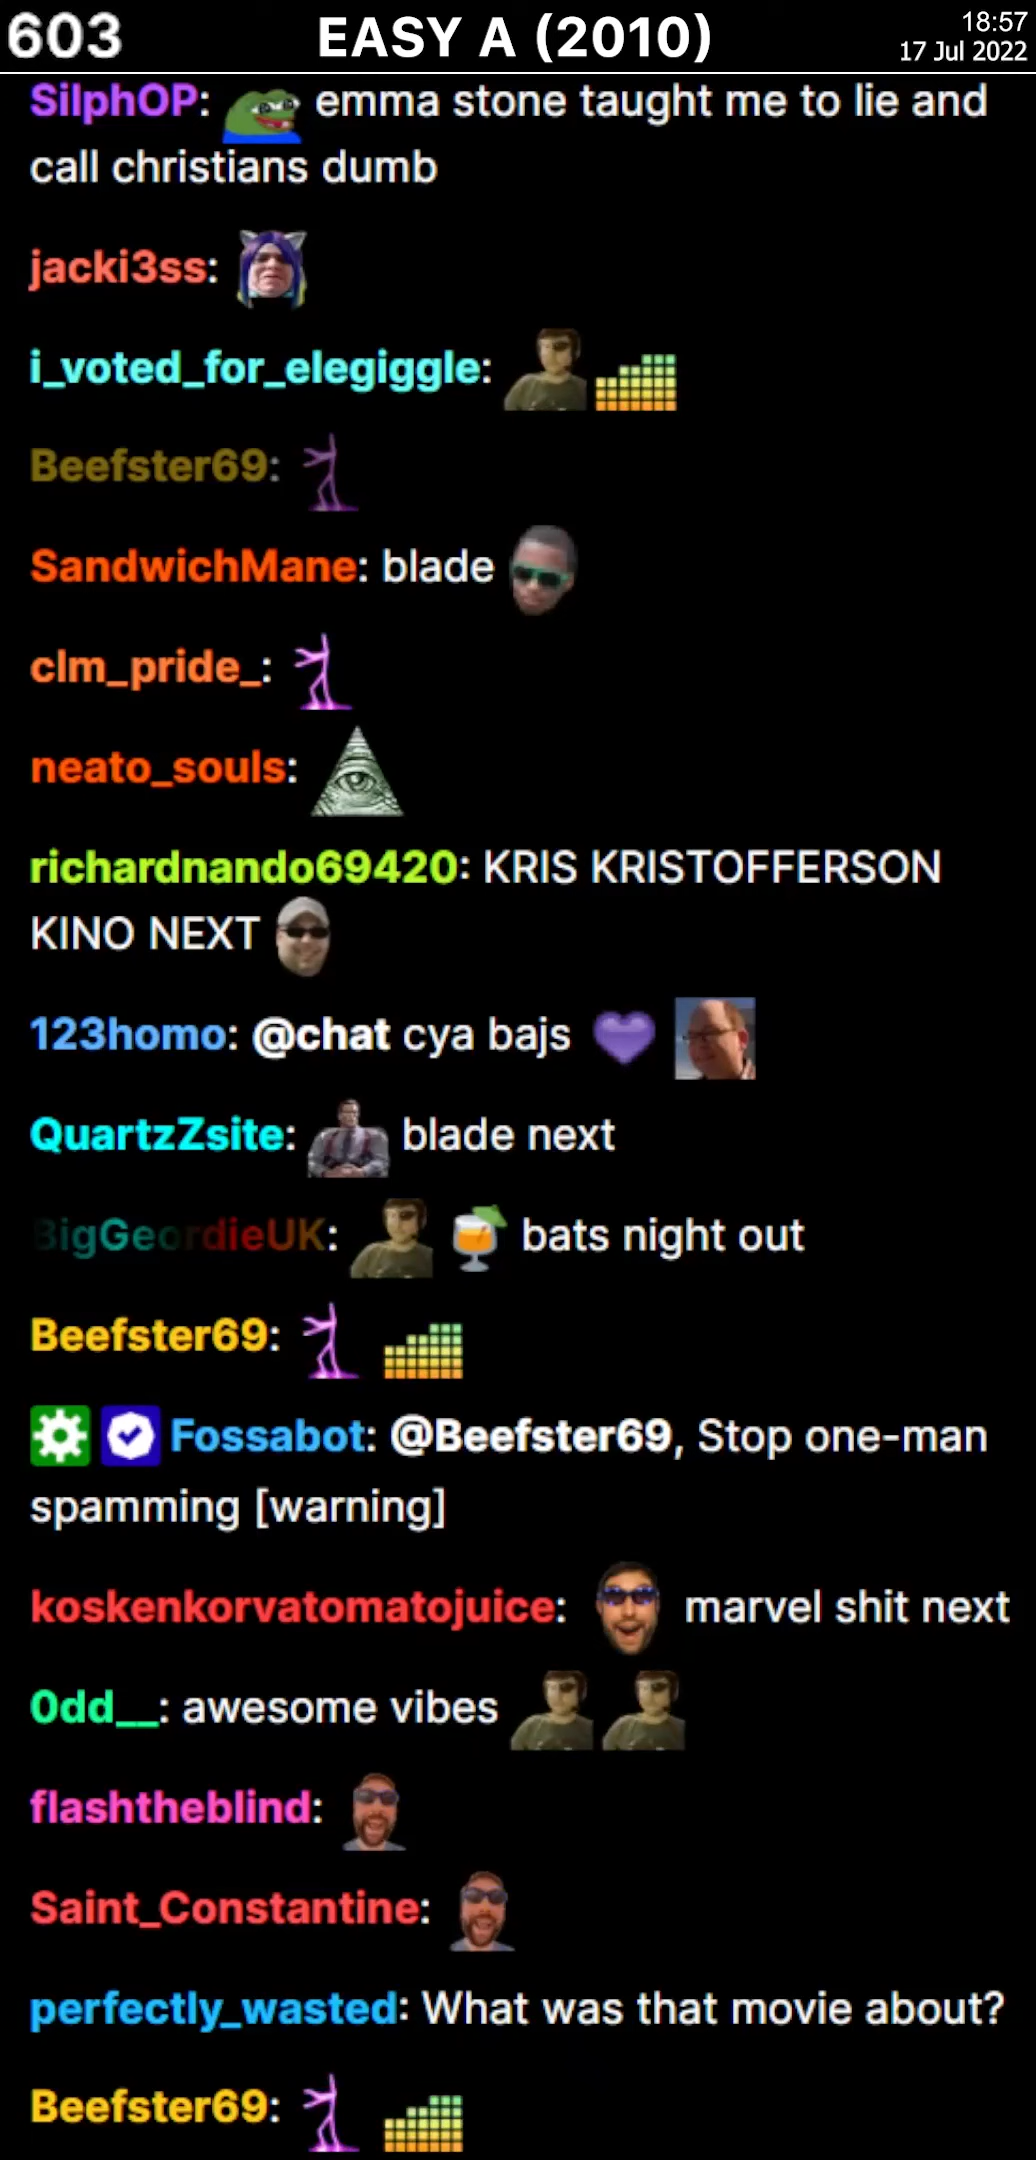 603 EASY A (2010) 18:57
17 Jul 2022
SilphOP: emma stone taught me to lie and
call christians dumb
jacki3ss:
i_voted_for_elegiggle:
Beefster69:
SandwichMane: blade
clm_pride_:
neato_souls:
richardnando69420: KRIS KRISTOFFERSON
KINO NEXT
123homo: @chat cya bajs
QuartzZsite: blade next
BigGeordieUK: bats night out
Beefster69:
Fossabot: @Beefster69, Stop one-man
spamming [warning]
koskenkorvatomatojuice: marvel shit next
0dd__: awesome vibes
flashtheblind:
Saint_Constantine:
perfectly_wasted: What was that movie about?
Beefster69: